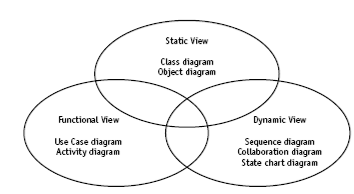 Static View
Class diagram
Object diagram
Functional View
Use Case diagram
Activity diagram
Dynamic View
Sequence diagram
Collaboration diagram
State chart diagram